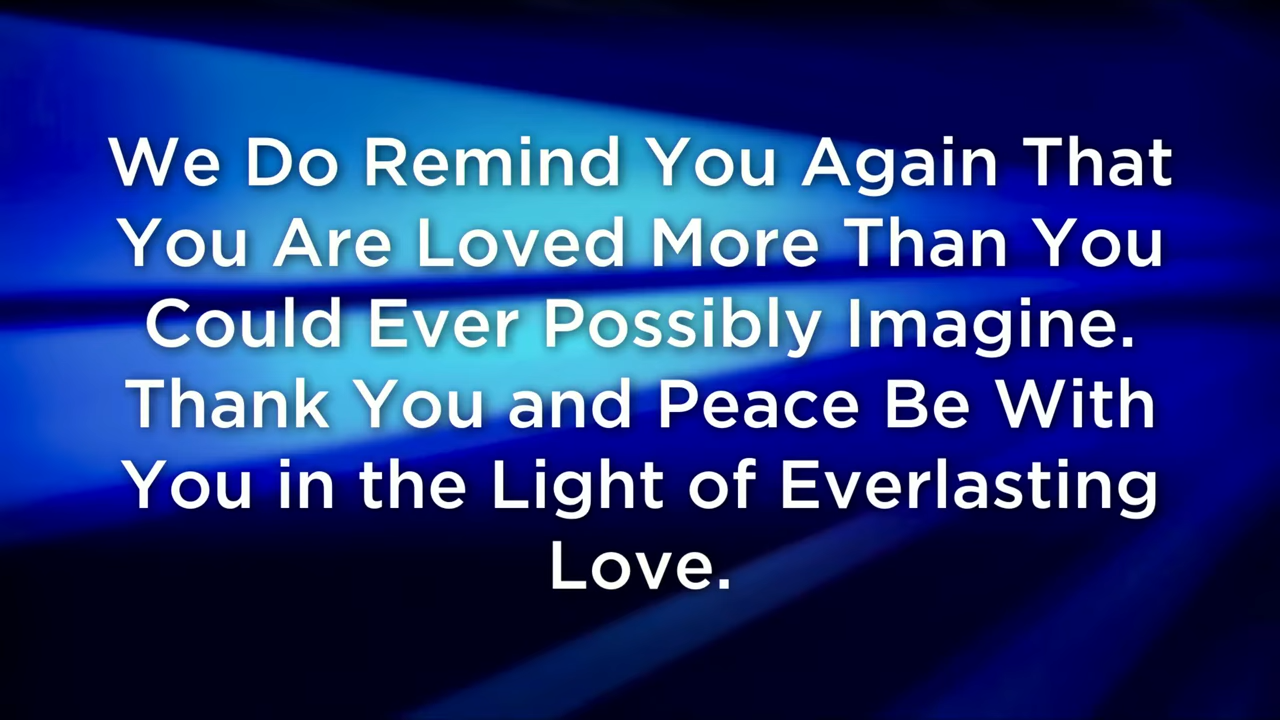 We Do Remind You Again That
You Are Loved More Than You
Could Ever Possibly Imagine.
Thank You and Peace Be With
You in the Light of Everlasting
Love.